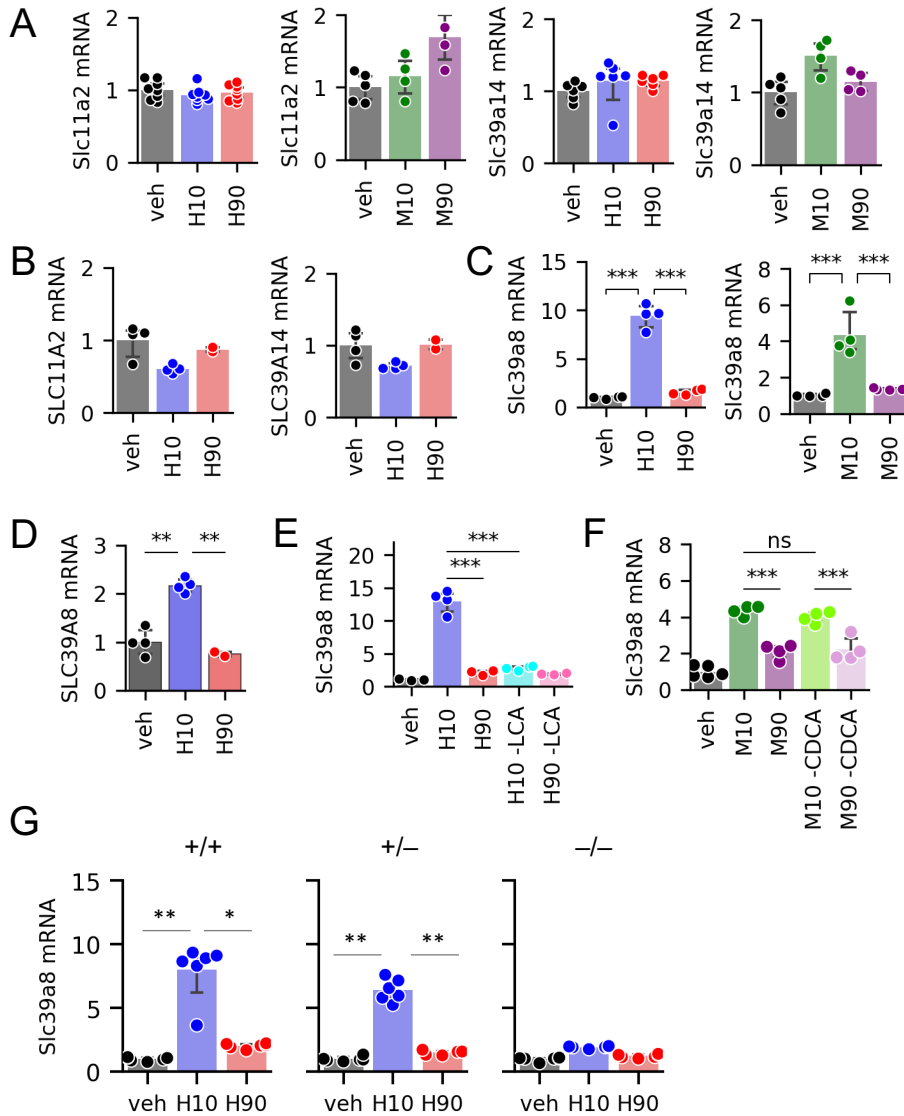 A
Slc11a2 mRNA
2
1
0
veh
H10
H90
Slc11a2 mRNA
2
1
0
veh
M10
M90
Slc39a14 mRNA
2
1
0
veh
H10
H90
Slc39a14 mRNA
2
1
0
veh
M10
M90
B
SLC11A2 mRNA
2
1
0
veh
H10
H90
SLC39A14 mRNA
2
1
0
veh
H10
H90
C
Slc39a8 mRNA
15
10
5
0
*** ***
veh
H10
H90
Slc39a8 mRNA
8
6
4
2
0
*** ***
veh
M10
M90
D
SLC39A8 mRNA
3
2
1
0
** **
veh
H10
H90
E
Slc39a8 mRNA
20
15
10
5
0
***
***
veh
H10
H90
H10 -LCA
H90 -LCA
F
Slc39a8 mRNA
8
6
4
2
0
ns
*** ***
veh
M10
M90
M10 -CDCA
M90 -CDCA
G
Slc39a8 mRNA
+/+
15
10
5
0
** *
veh H10 H90
+/–
** **
veh H10 H90
–/–
veh H10 H90